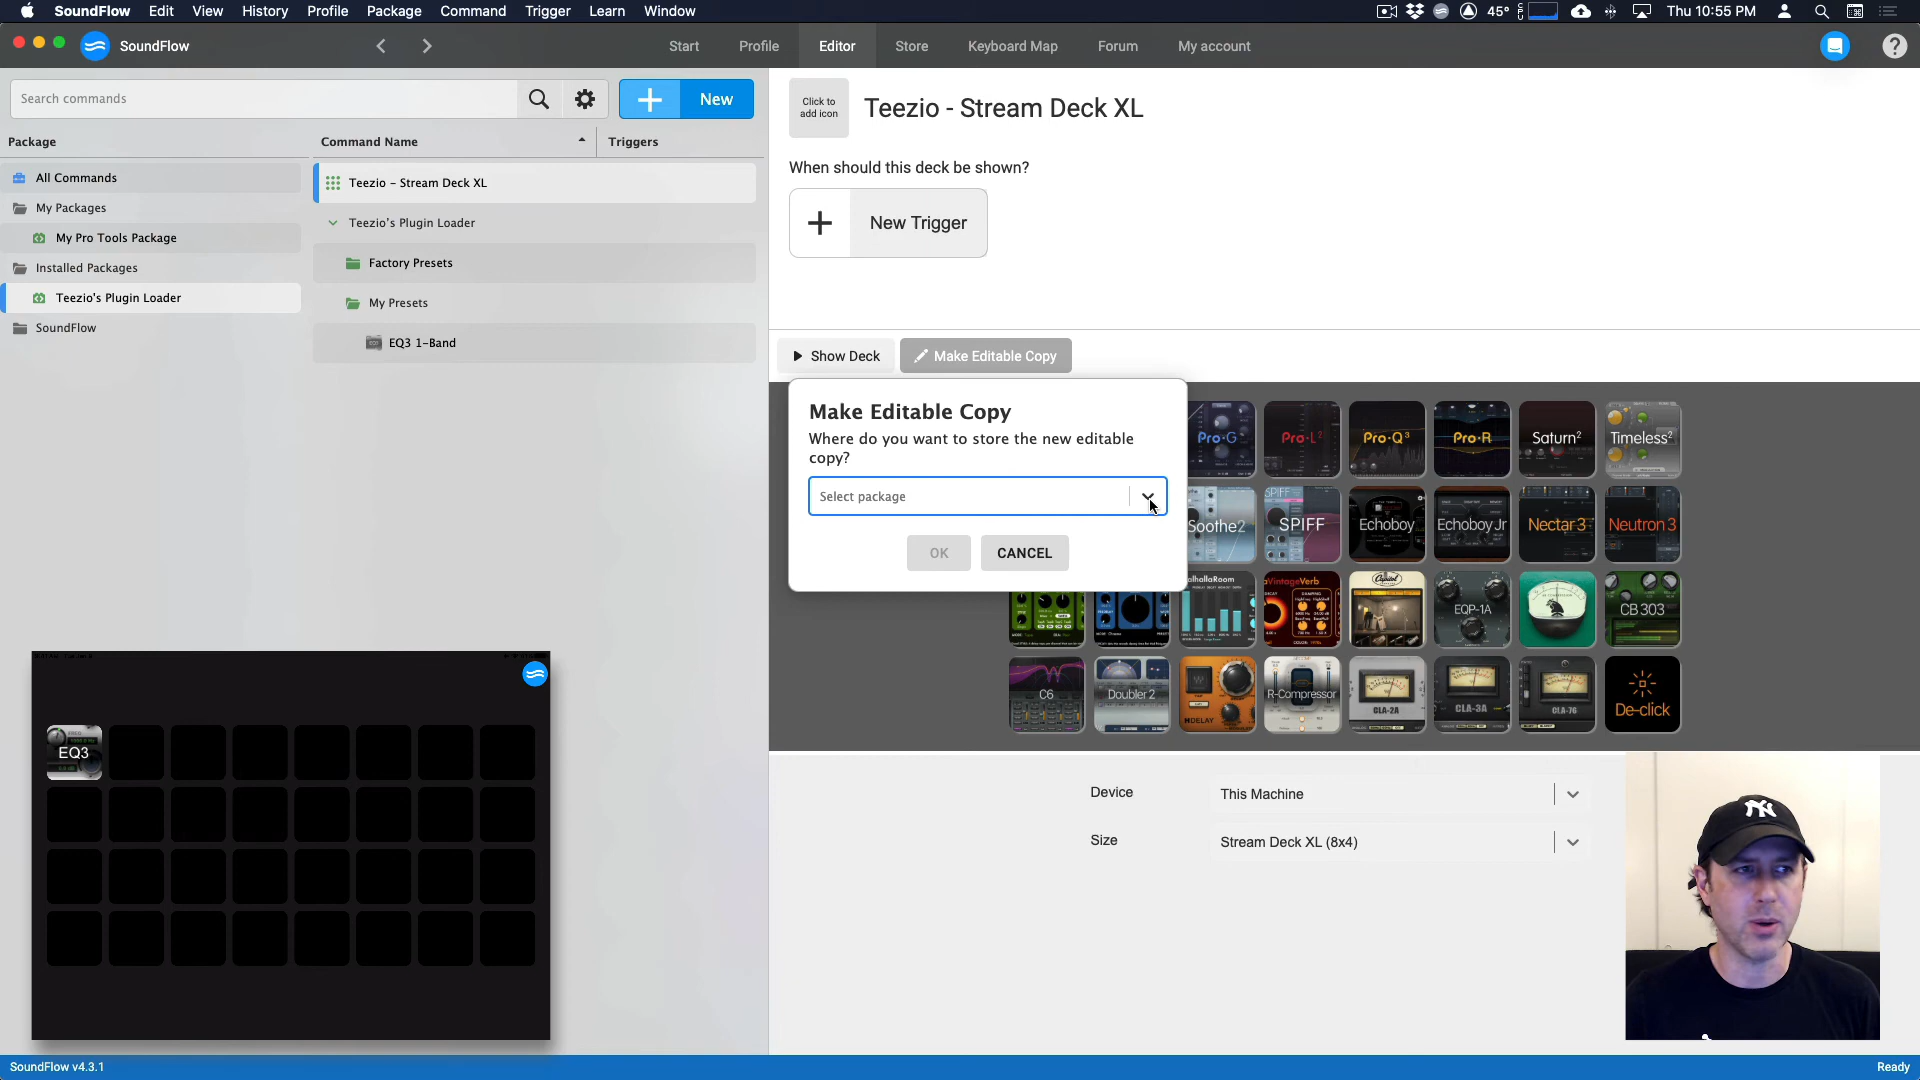 SoundFlow Edit View History Profile Package Command Trigger Learn Window
45°
Thu 10:55 PM
SoundFlow
Start Profile Editor Store Keyboard Map Forum My account
Search commands
New
Package
Command Name
Triggers
All Commands
My Packages
My Pro Tools Package
Installed Packages
Teezio's Plugin Loader
SoundFlow
Teezio - Stream Deck XL
Teezio's Plugin Loader
Factory Presets
My Presets
EQ3 1-Band
Click to
add icon
Teezio - Stream Deck XL
When should this deck be shown?
New Trigger
Show Deck
Make Editable Copy
Make Editable Copy
Where do you want to store the new editable
copy?
Select package
OK
CANCEL
Pro·G
Pro·L²
Pro·Q³
Pro·R
Saturn²
Timeless²
Soothe2
SPIFF
Echoboy
Echoboy Jr
Nectar 3
Neutron 3
EQP-1A
CB 303
C6
Doubler 2
R-Compressor
CLA-2A
CLA-3A
CLA-76
De-click
EQ3
Device
This Machine
Size
Stream Deck XL (8x4)
SoundFlow v4.3.1
Ready